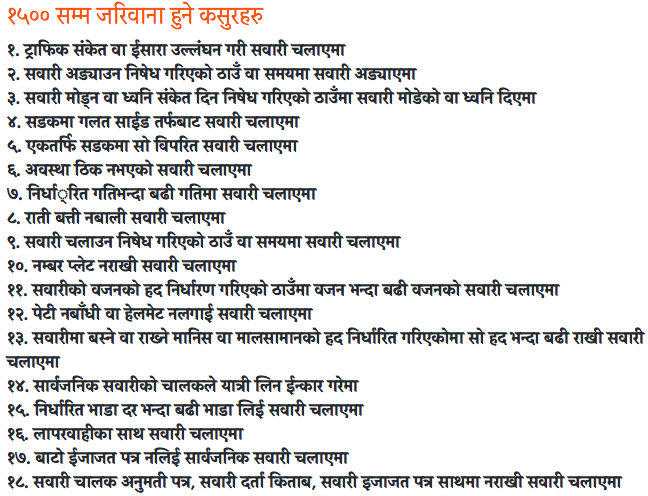 १५०० सम्म जरिवाना हुने कसुरहरु
१. ट्राफिक संकेत वा ईसारा उल्लंघन गरी सवारी चलाएमा
२. सवारी अड्याउन निषेध गरिएको ठाउँ वा समयमा सवारी अड्याएमा
३. सवारी मोड्न वा ध्वनि संकेत दिन निषेध गरिएको ठाउँमा सवारी मोडेको वा ध्वनि दिएमा
४. सडकमा गलत साईड तर्फबाट सवारी चलाएमा
५. एकतर्फि सडकमा सो विपरित सवारी चलाएमा
६. अवस्था ठिक नभएको सवारी चलाएमा
७. निर्धा्रित गतिभन्दा बढी गतिमा सवारी चलाएमा
८. राती बत्ती नबाली सवारी चलाएमा
९. सवारी चलाउन निषेध गरिएको ठाउँ वा समयमा सवारी चलाएमा
१०. नम्बर प्लेट नराखी सवारी चलाएमा
११. सवारीको वजनको हद निर्धारण गरिएको ठाउँमा वजन भन्दा बढी वजनको सवारी चलाएमा
१२. पेटी नबाँधी वा हेलमेट नलगाई सवारी चलाएमा
१३. सवारीमा बस्ने वा राख्ने मानिस वा मालसामानको हद निर्धारित गरिएकोमा सो हद भन्दा बढी राखी सवारी
चलाएमा
१४. सार्वजनिक सवारीको चालकले यात्री लिन ईन्कार गरेमा
१५. निर्धारित भाडा दर भन्दा बढी भाडा लिई सवारी चलाएमा
१६. लापरवाहीका साथ सवारी चलाएमा
१७. बाटो ईजाजत पत्र नलिई सार्वजनिक सवारी चलाएमा
१८. सवारी चालक अनुमती पत्र, सवारी दर्ता किताब, सवारी इजाजत पत्र साथमा नराखी सवारी चलाएमा